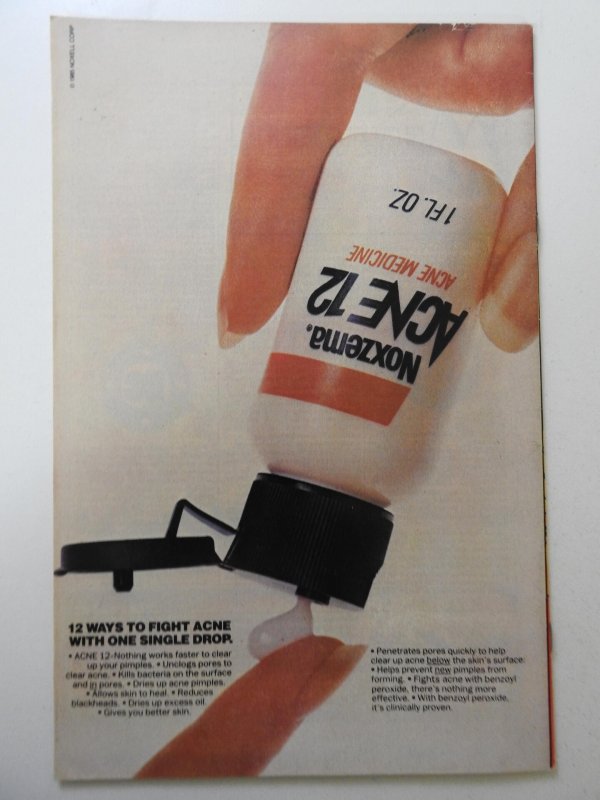 © 1985 NOXELL CORP.
1 FL. OZ.
ACNE MEDICINE
ACNE 12
Noxzema.
12 WAYS TO FIGHT ACNE
WITH ONE SINGLE DROP.
• ACNE 12-Nothing works faster to clear
up your pimples. • Unclogs pores to
clear acne. • Kills bacteria on the surface
and in pores. • Dries up acne pimples.
• Allows skin to heal. • Reduces
blackheads. • Dries up excess oil.
• Gives you better skin.
• Penetrates pores quickly to help
clear up acne below the skin's surface.
• Helps prevent new pimples from
forming. • Fights acne with benzoyl
peroxide, there's nothing more
effective. • With benzoyl peroxide,
it's clinically proven.